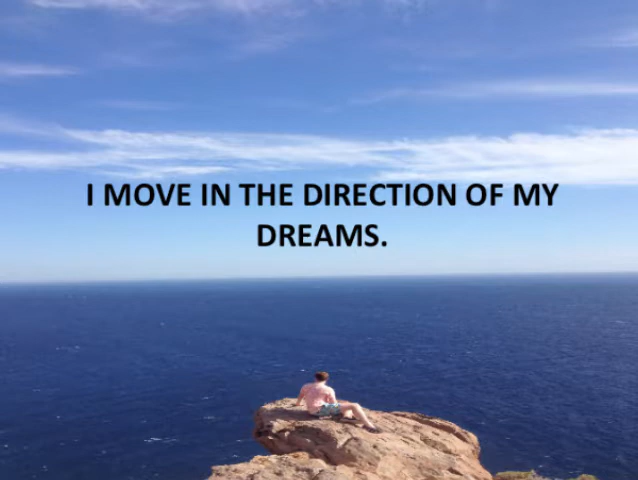 I MOVE IN THE DIRECTION OF MY
DREAMS.